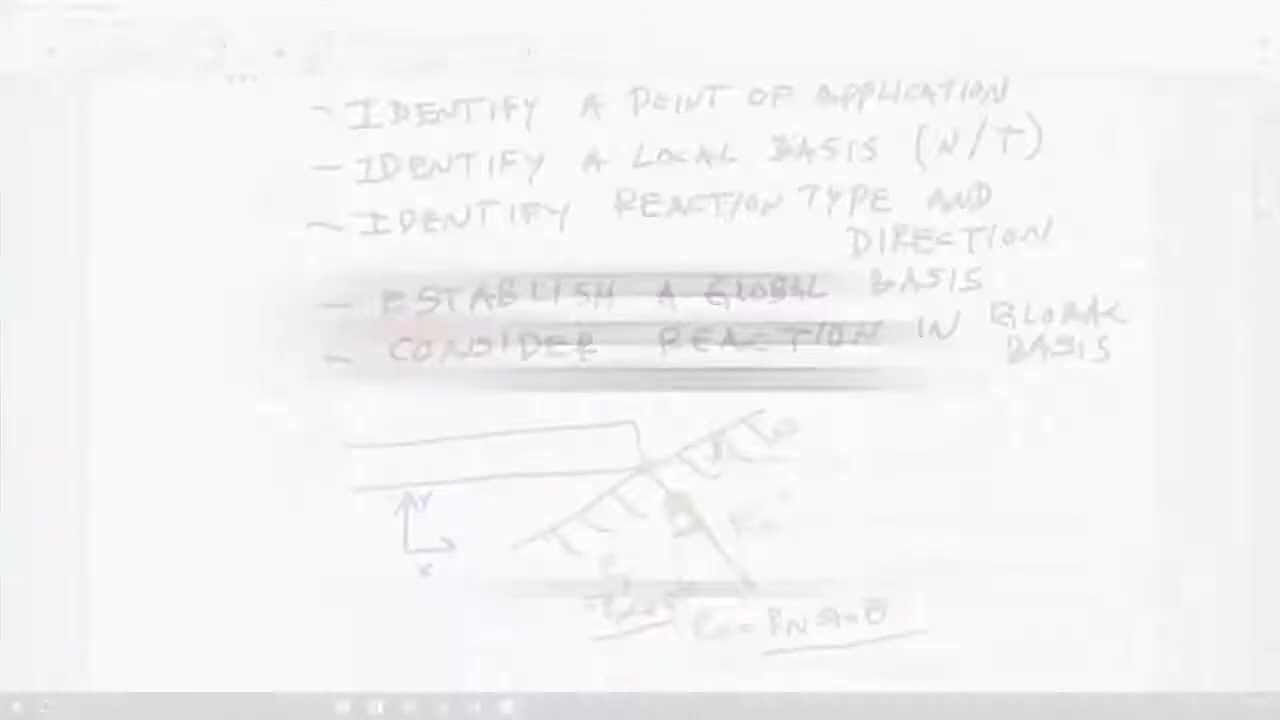 - IDENTIFY A POINT OF APPLICATION
- IDENTIFY A LOCAL BASIS (N/T)
- IDENTIFY REACTION TYPE AND
DIRECTION
- ESTABLISH A GLOBAL BASIS
- CONSIDER REACTION IN GLOBAL
BASIS
Y
X